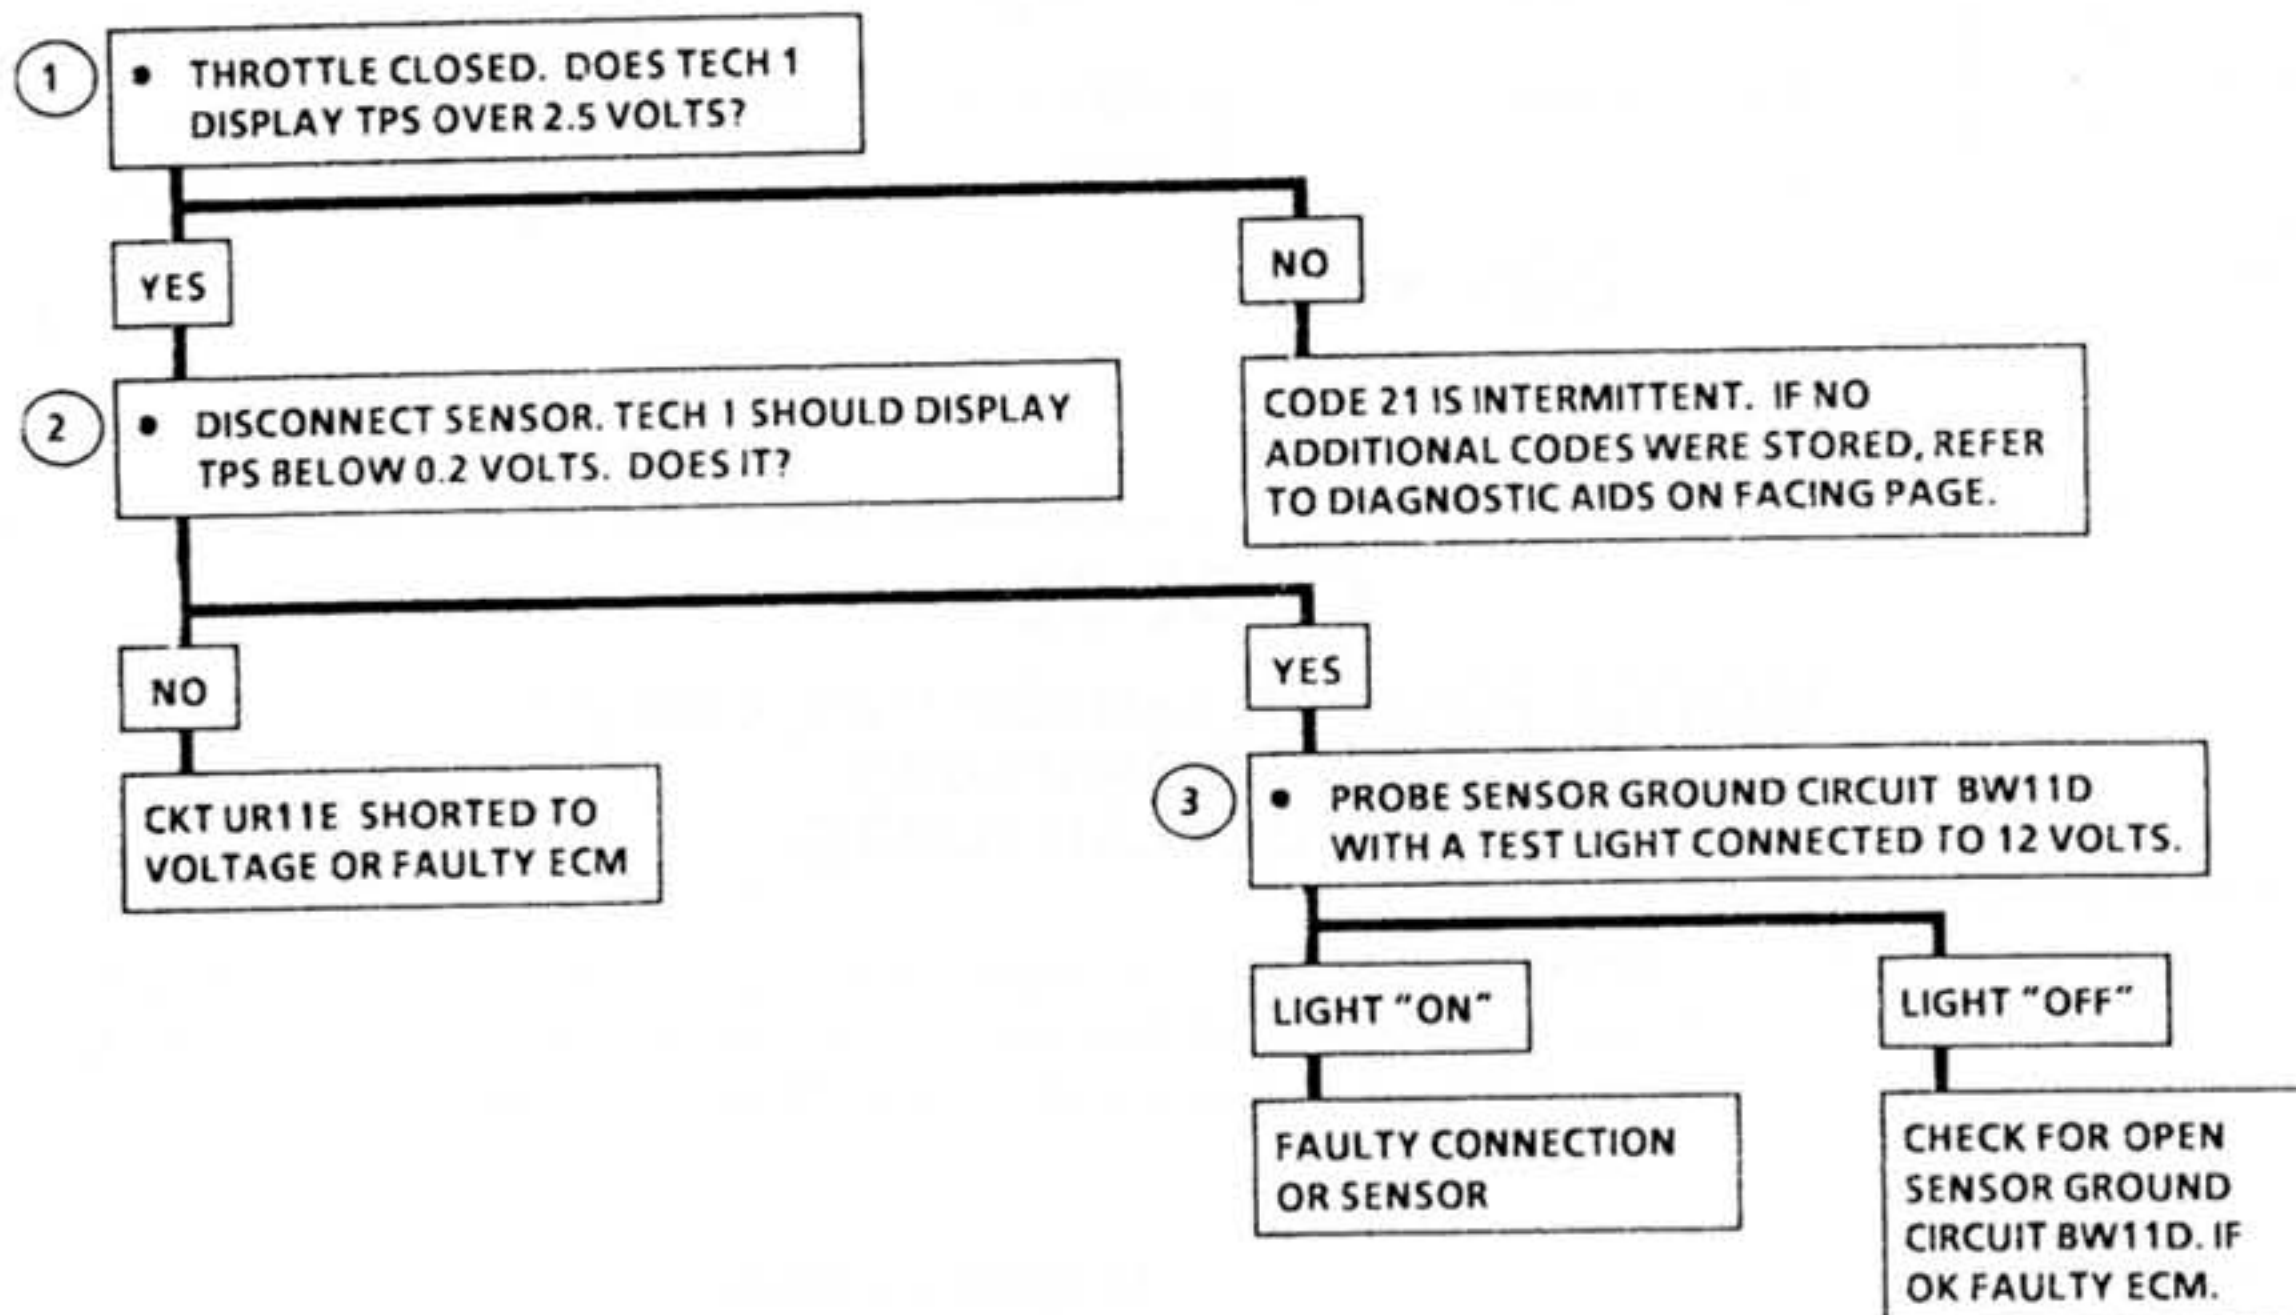 1
• THROTTLE CLOSED. DOES TECH 1
DISPLAY TPS OVER 2.5 VOLTS?
YES
NO
2
• DISCONNECT SENSOR. TECH 1 SHOULD DISPLAY
TPS BELOW 0.2 VOLTS. DOES IT?
CODE 21 IS INTERMITTENT. IF NO
ADDITIONAL CODES WERE STORED, REFER
TO DIAGNOSTIC AIDS ON FACING PAGE.
NO
YES
CKT UR11E SHORTED TO
VOLTAGE OR FAULTY ECM
3
• PROBE SENSOR GROUND CIRCUIT BW11D
WITH A TEST LIGHT CONNECTED TO 12 VOLTS.
LIGHT "ON"
LIGHT "OFF"
FAULTY CONNECTION
OR SENSOR
CHECK FOR OPEN
SENSOR GROUND
CIRCUIT BW11D. IF
OK FAULTY ECM.